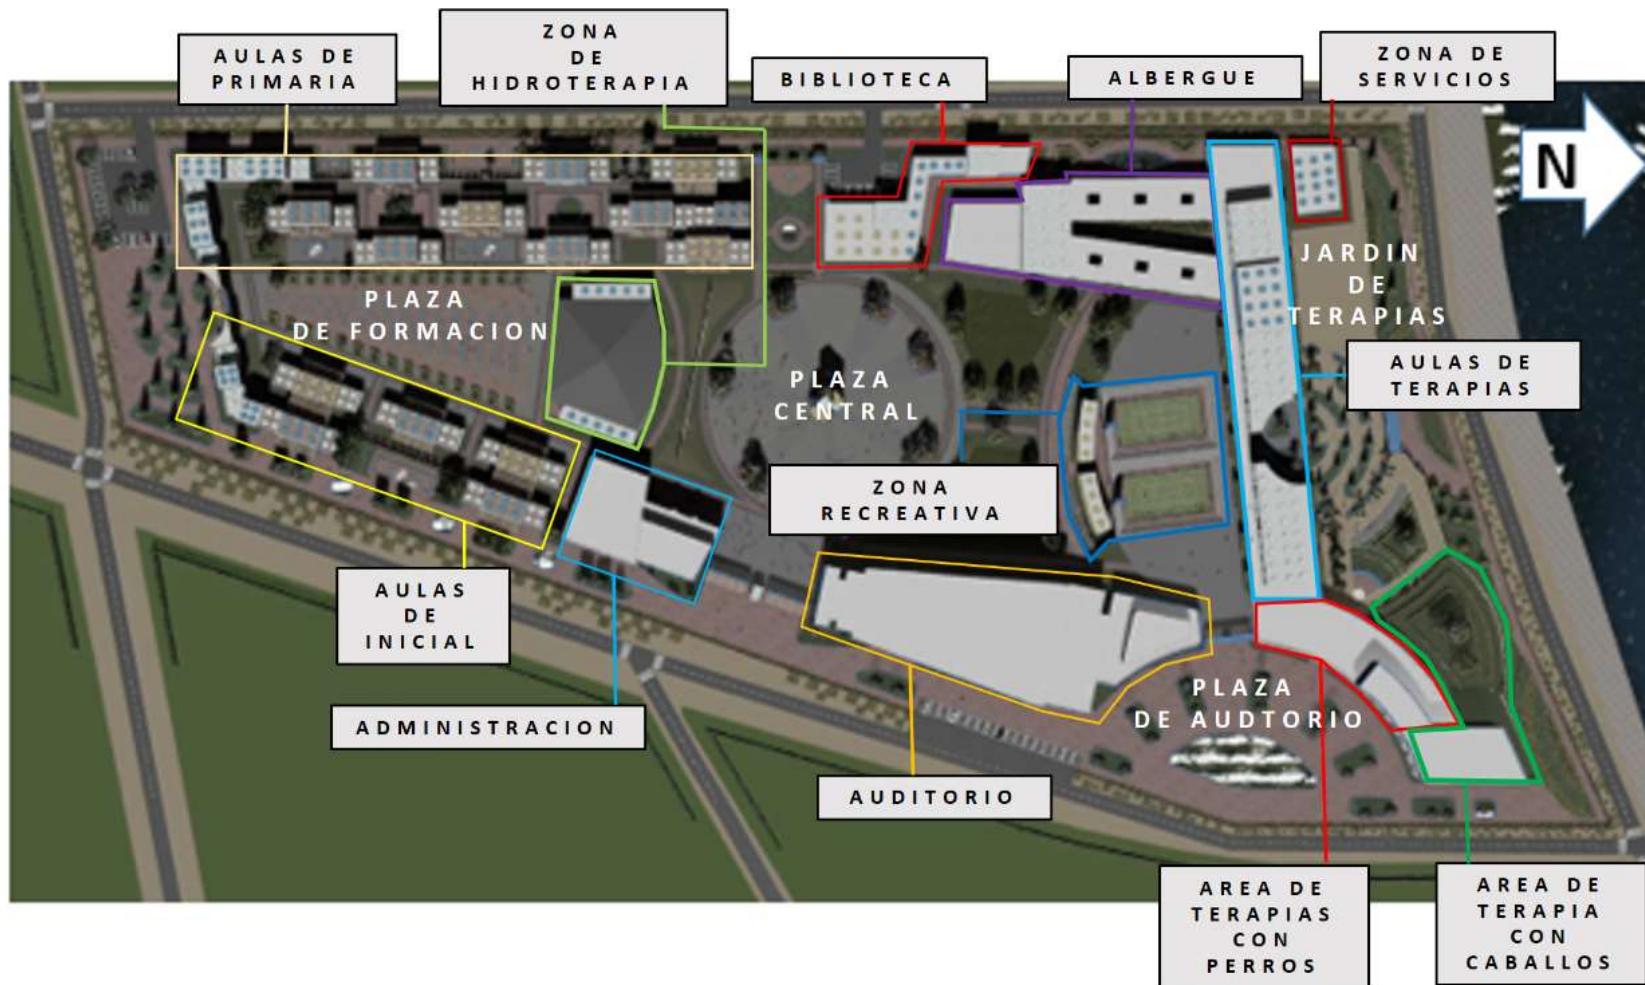 AULAS DE
PRIMARIA
ZONA
DE
HIDROTERAPIA
BIBLIOTECA
ALBERGUE
ZONA DE
SERVICIOS
N
JARDIN
DE
TERAPIAS
PLAZA
DE FORMACION
PLAZA
CENTRAL
AULAS DE
TERAPIAS
ZONA
RECREATIVA
AULAS
DE
INICIAL
PLAZA
DE AUDTORIO
ADMINISTRACION
AUDITORIO
AREA DE
TERAPIAS
CON
PERROS
AREA DE
TERAPIA
CON
CABALLOS